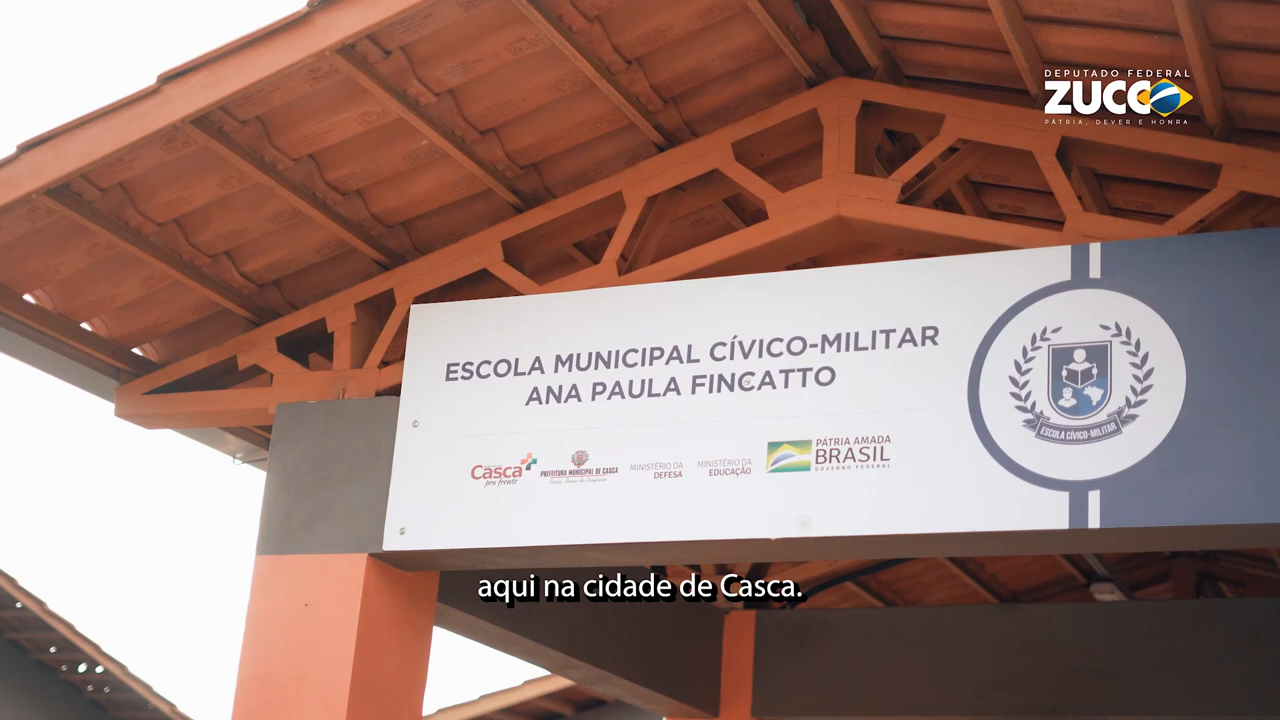 DEPUTADO FEDERAL
ZUCCO
PÁTRIA, DEVER E HONRA
ESCOLA MUNICIPAL CÍVICO-MILITAR
ANA PAULA FINCATTO
Casca
pra frente
PREFEITURA MUNICIPAL DE CASCA
MINISTÉRIO DA
DEFESA
MINISTÉRIO DA
EDUCAÇÃO
PÁTRIA AMADA
BRASIL
GOVERNO FEDERAL
ESCOLA CÍVICO-MILITAR
aqui na cidade de Casca.